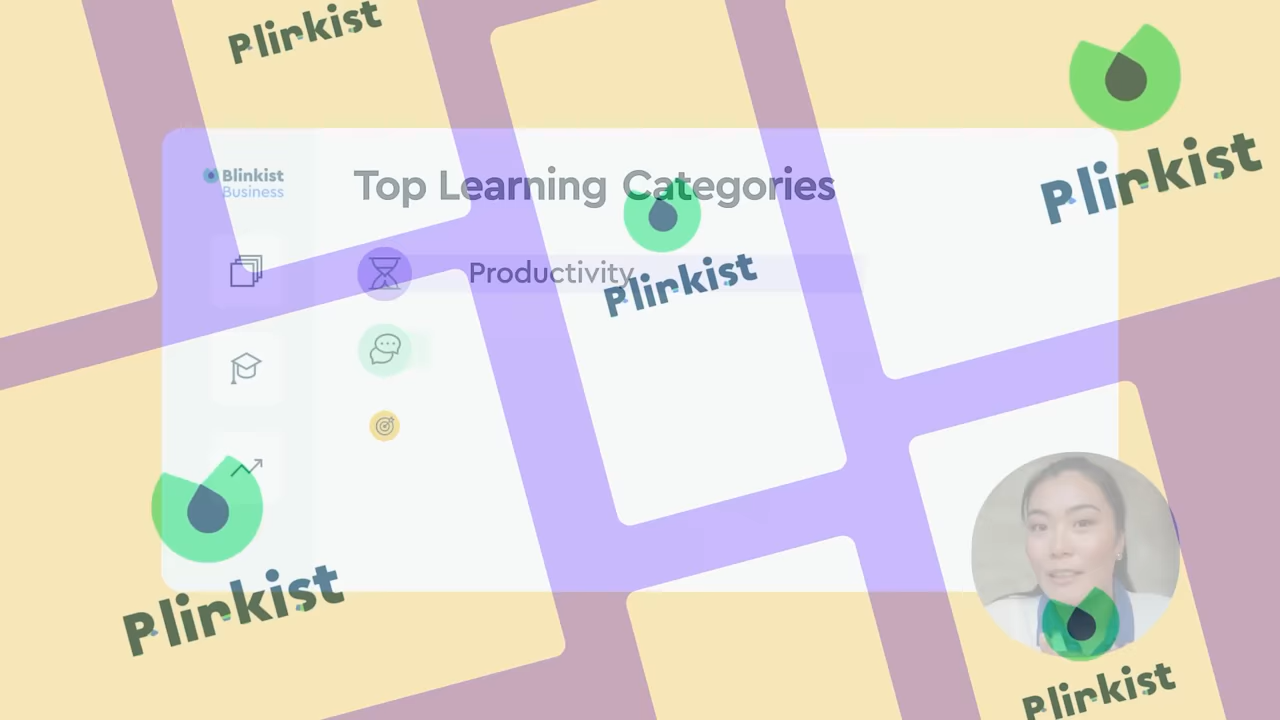 Plinkist
Plinkist
Blinkist
Business
Top Learning Categories
Productivity
Plinkist
Plinkist
Plinkist